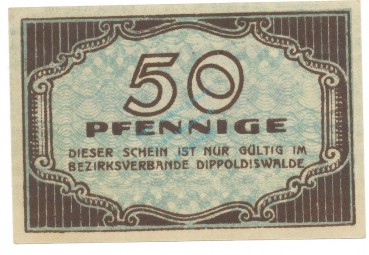 50
PFENNIGE
DIESER SCHEIN IST NUR GÜLTIG IM
BEZIRKSVERBANDE DIPPOLDISWALDE